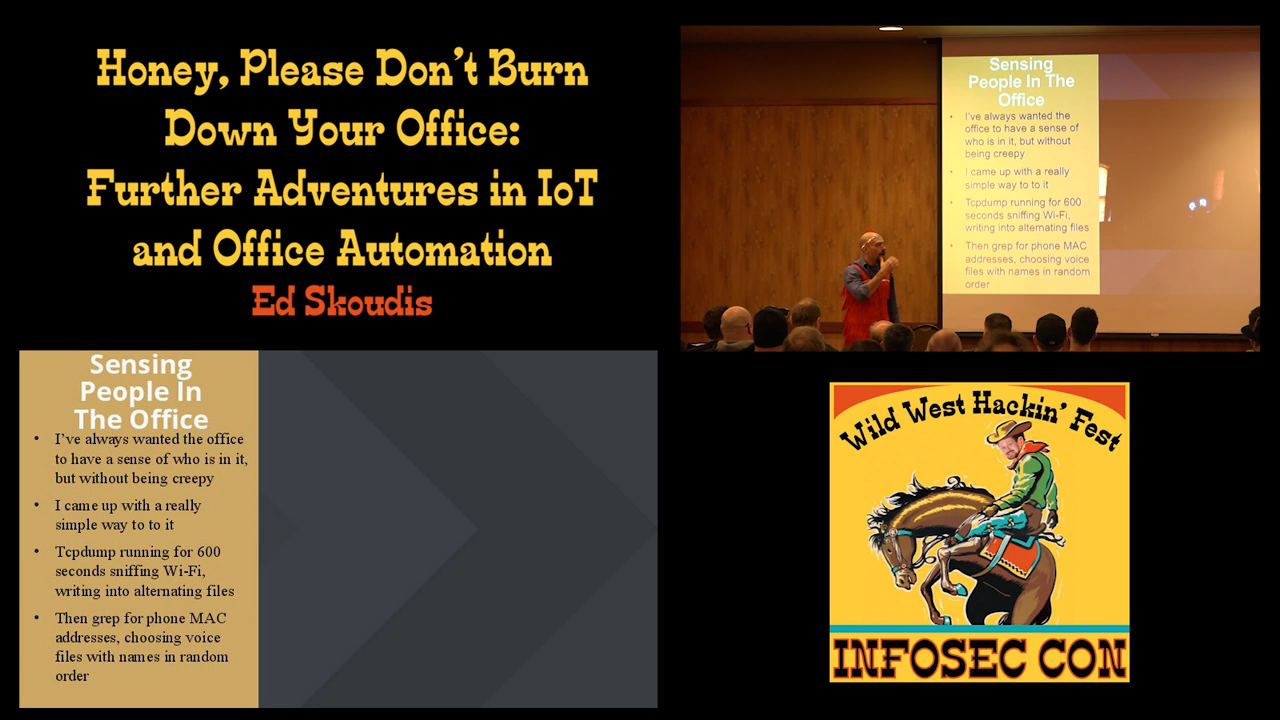 Honey, Please Don't Burn
Down Your Office:
Further Adventures in IoT
and Office Automation
Ed Skoudis
Sensing
People In The
Office
• I've always wanted the
office to have a sense of
who is in it, but without
being creepy
• I came up with a really
simple way to to it
• Tcpdump running for 600
seconds sniffing Wi-Fi,
writing into alternating files
• Then grep for phone MAC
addresses, choosing voice
files with names in random
order
Sensing
People In
The Office
• I've always wanted the office
to have a sense of who is in it,
but without being creepy
• I came up with a really
simple way to to it
• Tcpdump running for 600
seconds sniffing Wi-Fi,
writing into alternating files
• Then grep for phone MAC
addresses, choosing voice
files with names in random
order
Wild West Hackin' Fest
INFOSEC CON